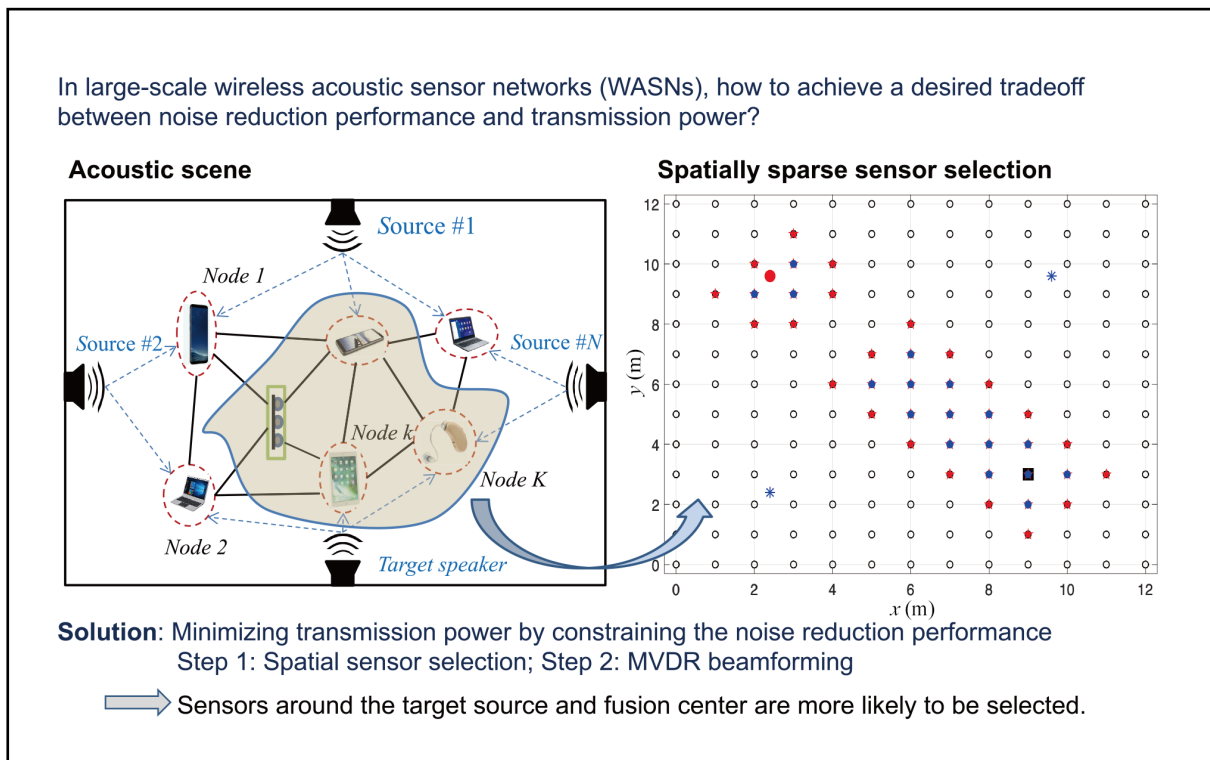 In large-scale wireless acoustic sensor networks (WASNs), how to achieve a desired tradeoff
between noise reduction performance and transmission power?
Acoustic scene
Spatially sparse sensor selection
Source #1
Node 1
Source #2
Source #N
Node k
Node K
Node 2
Target speaker
12
10
8
6
4
2
0
y (m)
0 2 4 6 8 10 12
x (m)
Solution: Minimizing transmission power by constraining the noise reduction performance
Step 1: Spatial sensor selection; Step 2: MVDR beamforming
Sensors around the target source and fusion center are more likely to be selected.